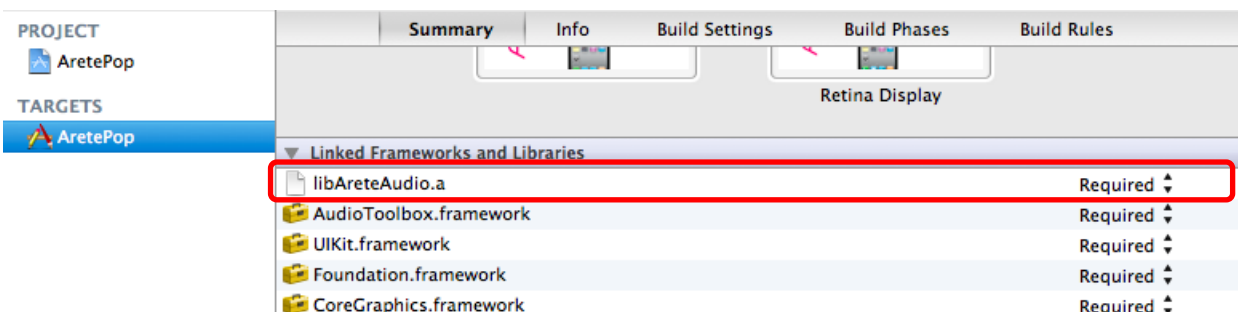 PROJECT
AretePop
TARGETS
AretePop
Summary Info Build Settings Build Phases Build Rules
Retina Display
Linked Frameworks and Libraries
libAreteAudio.a Required
AudioToolbox.framework Required
UIKit.framework Required
Foundation.framework Required
CoreGraphics.framework Required